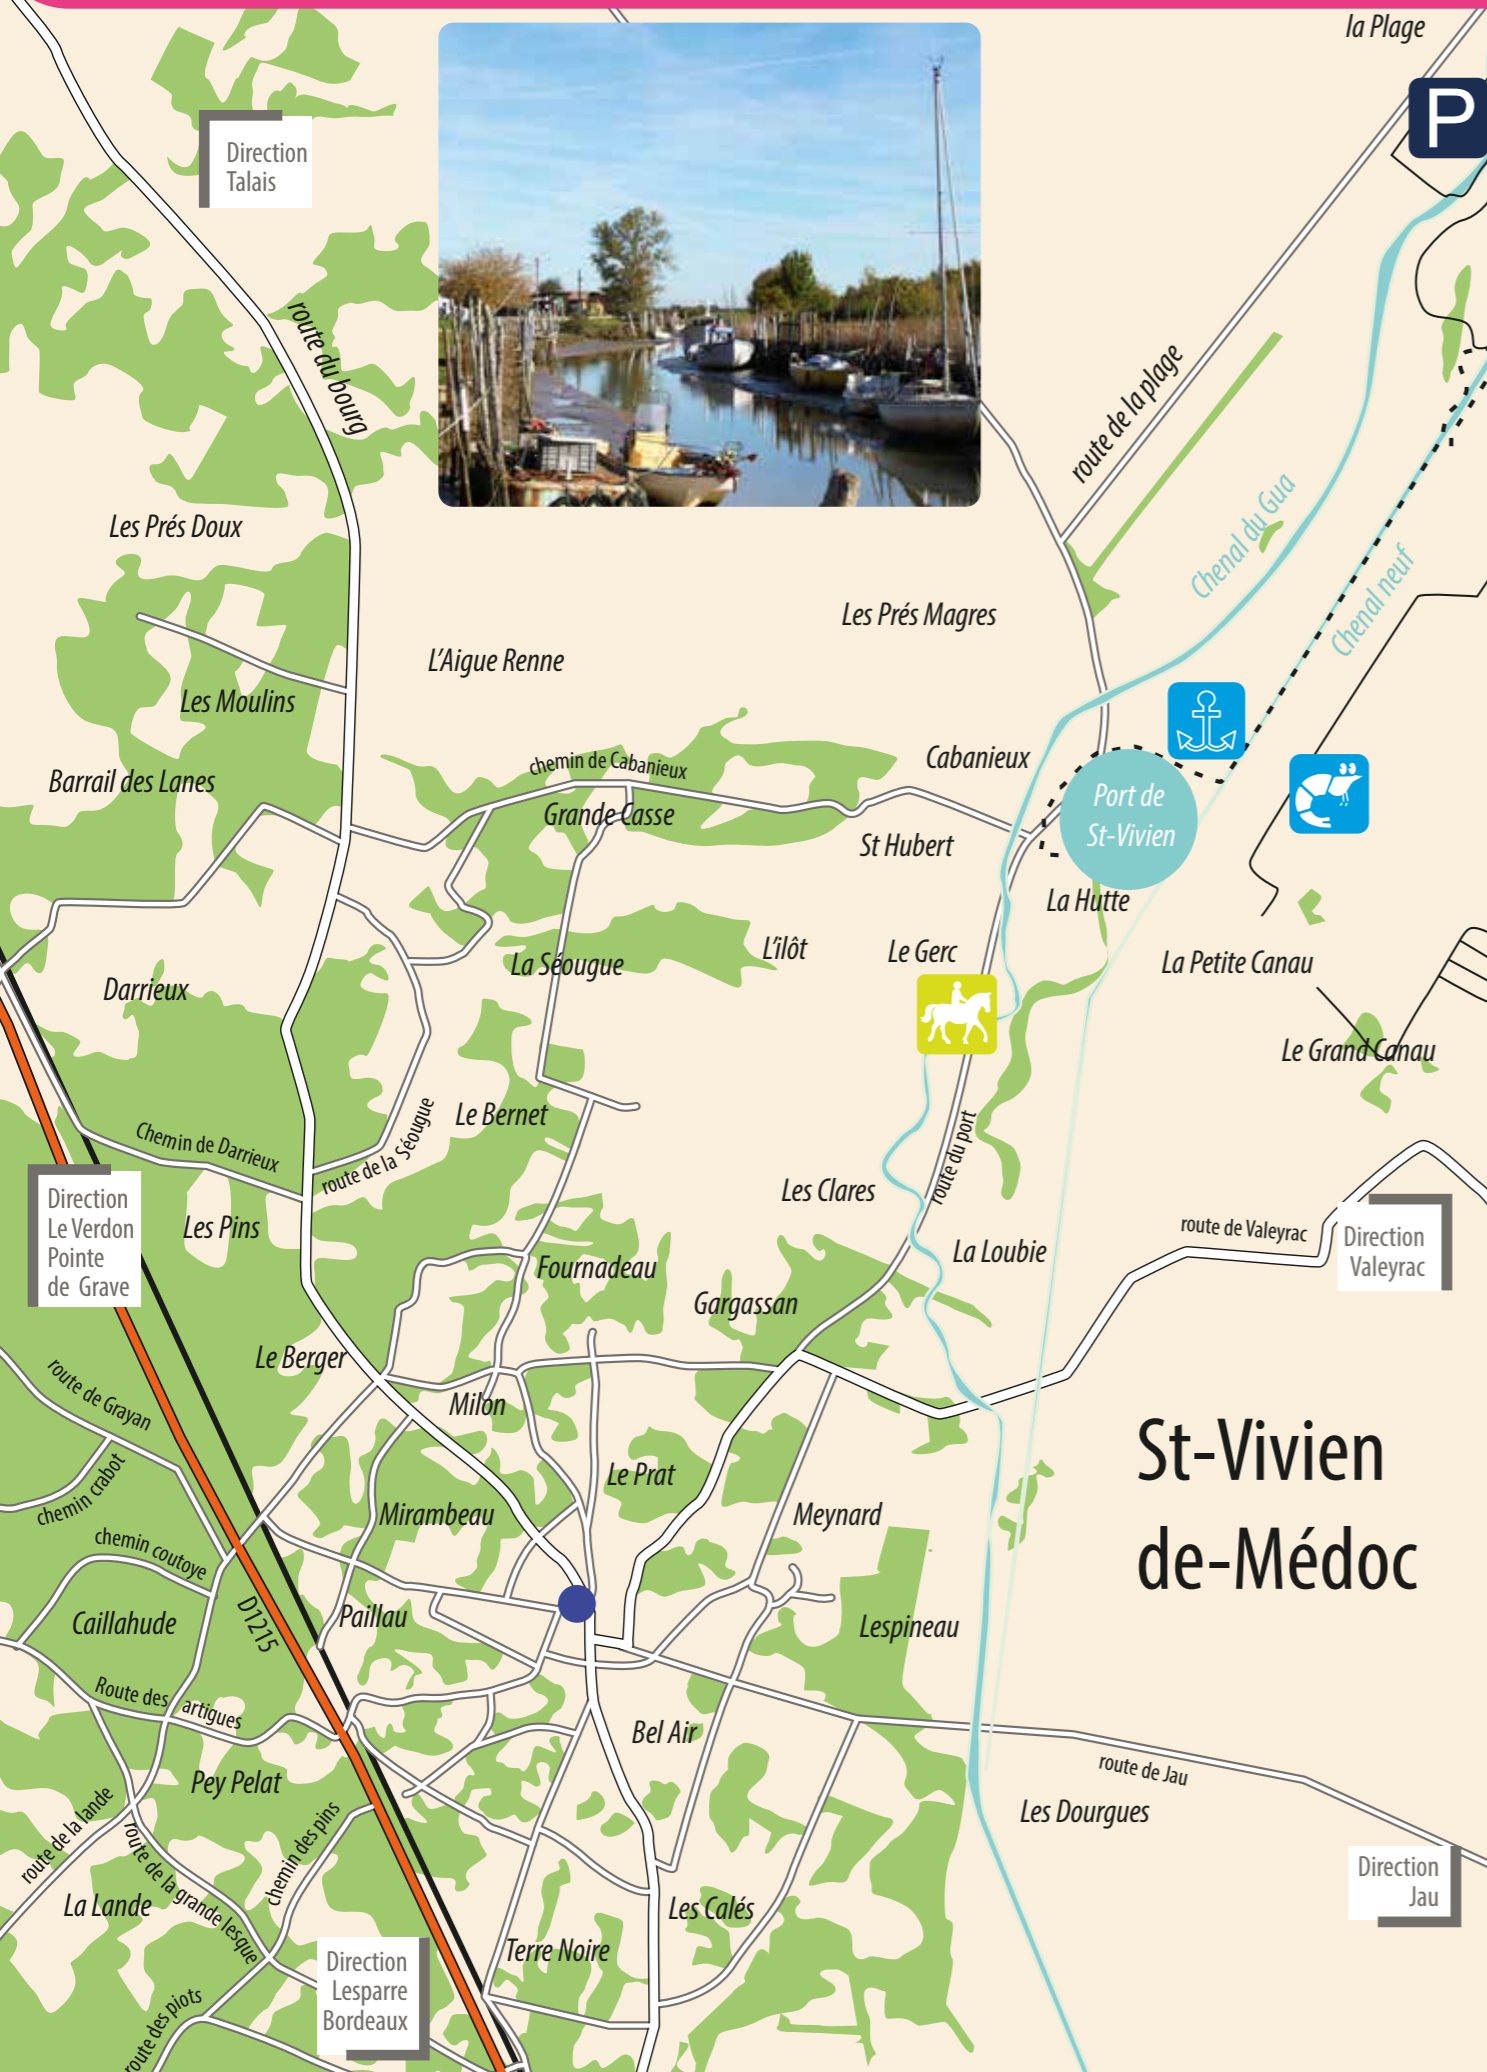 la Plage
P
Direction
Talais
route du bourg
route de la plage
Chenal du Gua
Les Prés Doux
Chenal neuf
Les Prés Magres
L'Aigue Renne
Les Moulins
Cabanieux
chemin de Cabanieux
Barrail des Lanes
Port de
St-Vivien
Grande Casse
St Hubert
La Hutte
L'ilôt
Le Gerc
La Séougue
La Petite Canau
Darrieux
Le Grand Canau
Le Bernet
Chemin de Darrieux
route de la Séougue
route du port
Les Clares
Direction
Le Verdon
Pointe
de Grave
Les Pins
route de Valeyrac
Direction
Valeyrac
La Loubie
Fournadeau
Gargassan
Le Berger
route de Grayan
Milon
St-Vivien
de-Médoc
Le Prat
chemin crabot
Mirambeau
Meynard
chemin coutoye
Caillahude
D1215
Paillau
Lespineau
Route des artigues
Bel Air
route de Jau
Pey Pelat
Les Dourgues
route de la lande
route de la grande lesque
chemin des pins
Direction
Jau
La Lande
Les Calés
Terre Noire
Direction
Lesparre
Bordeaux
route des piots